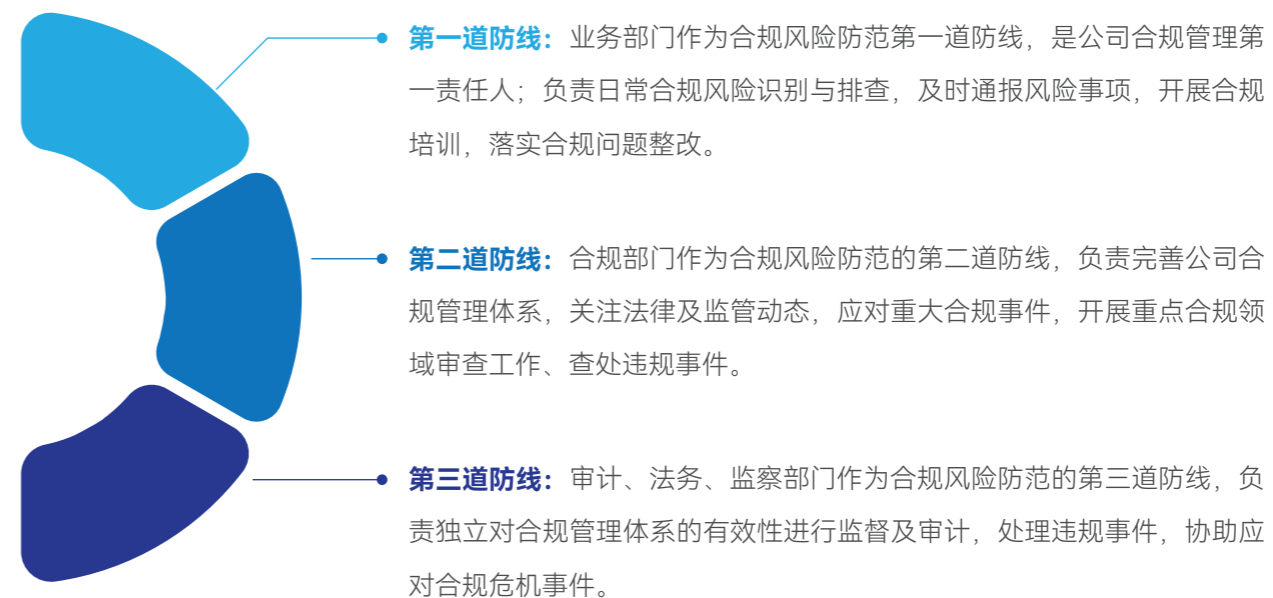 第一道防线：业务部门作为合规风险防范第一道防线，是公司合规管理第
一责任人；负责日常合规风险识别与排查，及时通报风险事项，开展合规
培训，落实合规问题整改。
第二道防线：合规部门作为合规风险防范的第二道防线，负责完善公司合
规管理体系，关注法律及监管动态，应对重大合规事件，开展重点合规领
域审查工作、查处违规事件。
第三道防线：审计、法务、监察部门作为合规风险防范的第三道防线，负
责独立对合规管理体系的有效性进行监督及审计，处理违规事件，协助应
对合规危机事件。